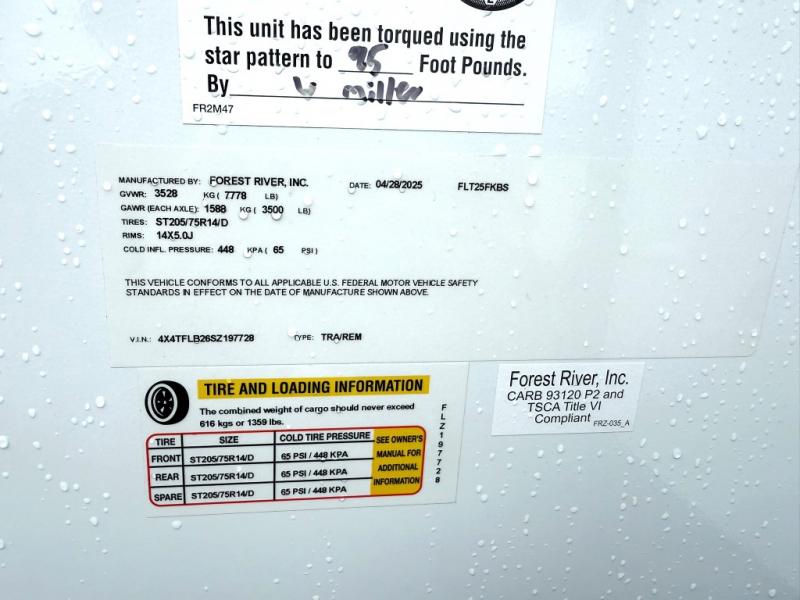 This unit has been torqued using the
star pattern to 95 Foot Pounds.
By W Miller
FR2M47
MANUFACTURED BY: FOREST RIVER, INC. DATE: 04/28/2025 FLT25FKBS
GVWR: 3528 KG ( 7778 LB)
GAWR (EACH AXLE): 1588 KG ( 3500 LB)
TIRES: ST205/75R14/D
RIMS: 14X5.0J
COLD INFL. PRESSURE: 448 KPA ( 65 PSI)
THIS VEHICLE CONFORMS TO ALL APPLICABLE U.S. FEDERAL MOTOR VEHICLE SAFETY
STANDARDS IN EFFECT ON THE DATE OF MANUFACTURE SHOWN ABOVE.
V.I.N.: 4X4TFLB26SZ197728 TYPE: TRA/REM
TIRE AND LOADING INFORMATION
The combined weight of cargo should never exceed
616 kgs or 1359 lbs.
TIRE SIZE COLD TIRE PRESSURE
FRONT ST205/75R14/D 65 PSI / 448 KPA
REAR ST205/75R14/D 65 PSI / 448 KPA
SPARE ST205/75R14/D 65 PSI / 448 KPA
SEE OWNER'S
MANUAL FOR
ADDITIONAL
INFORMATION
FLZ197728
Forest River, Inc.
CARB 93120 P2 and
TSCA Title VI
Compliant FRZ-035_A